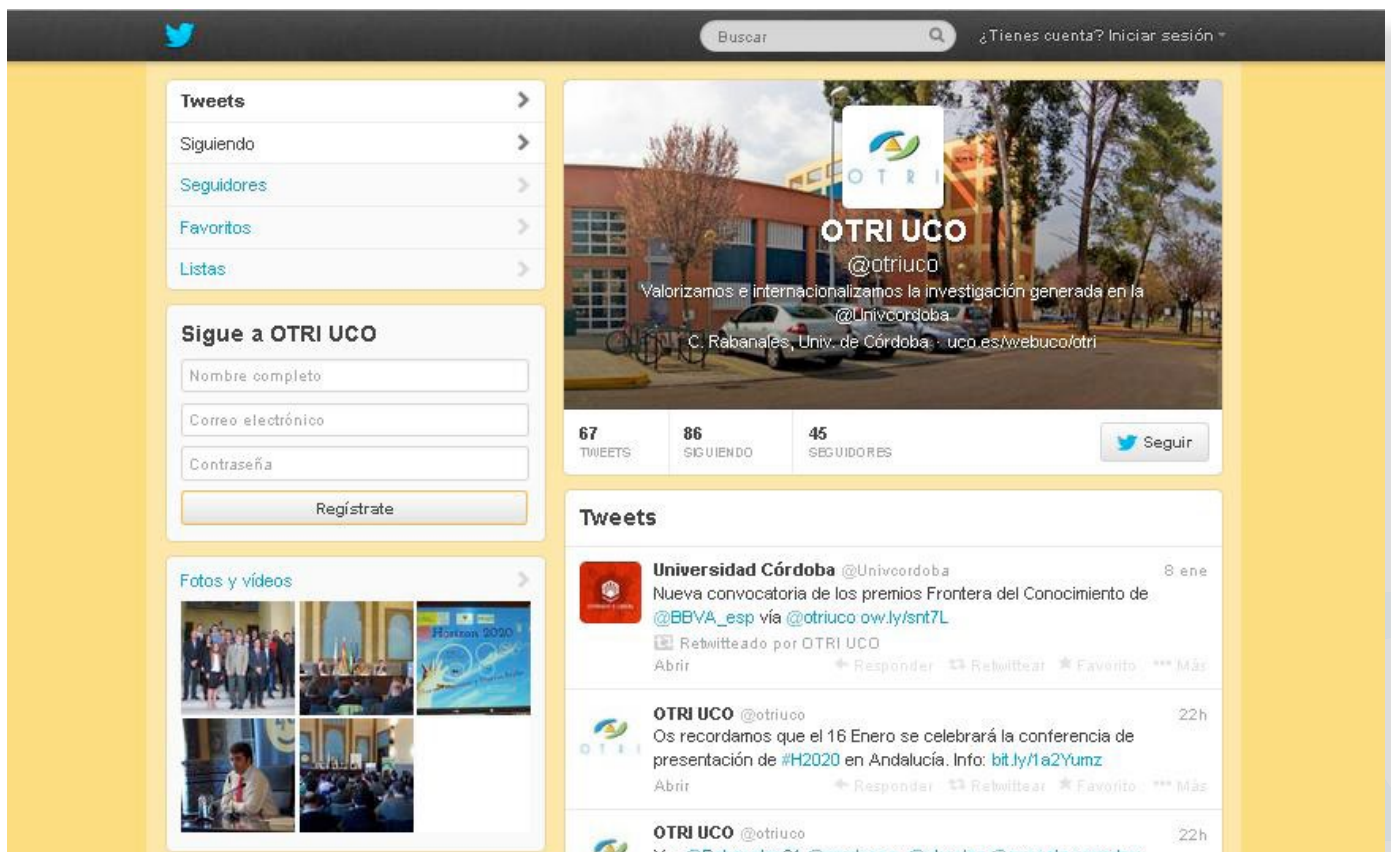 Buscar
¿Tienes cuenta? Iniciar sesión
Tweets
Siguiendo
Seguidores
Favoritos
Listas
Sigue a OTRI UCO
Nombre completo
Correo electrónico
Contraseña
Regístrate
Fotos y vídeos
Horizon 2020
OTRI
OTRI UCO
@otriuco
Valorizamos e internacionalizamos la investigación generada en la
@Univcordoba
C. Rabanales, Univ. de Córdoba · uco.es/webuco/otri
67
TWEETS
86
SIGUIENDO
45
SEGUIDORES
Seguir
Tweets
Universidad Córdoba @Univcordoba 8 ene
Nueva convocatoria de los premios Frontera del Conocimiento de
@BBVA_esp vía @otriuco ow.ly/snt7L
Retwitteado por OTRI UCO
Abrir Responder Retwittear Favorito Más
OTRI
OTRI UCO @otriuco 22h
Os recordamos que el 16 Enero se celebrará la conferencia de
presentación de #H2020 en Andalucía. Info: bit.ly/1a2Yumz
Abrir Responder Retwittear Favorito Más
OTRI UCO @otriuco 22h